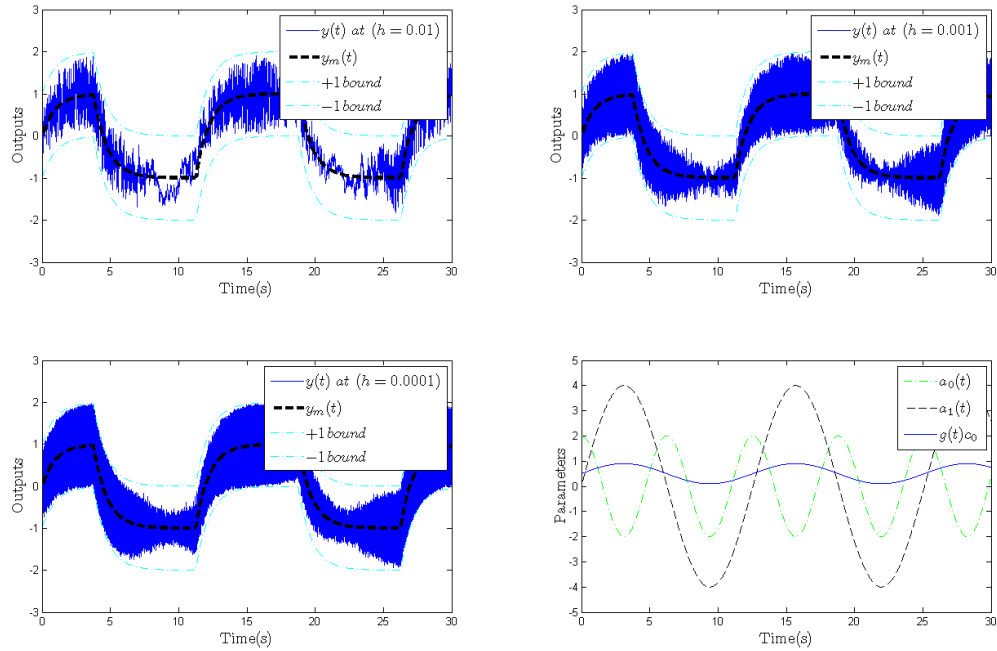 3
2
1
0
-1
-2
-3
Outputs
0 5 10 15 20 25 30
Time(s)
y(t) at (h = 0.01)
y_m(t)
+1 bound
−1 bound
3
2
1
0
-1
-2
-3
Outputs
0 5 10 15 20 25 30
Time(s)
y(t) at (h = 0.001)
y_m(t)
+1 bound
−1 bound
3
2
1
0
-1
-2
-3
Outputs
0 5 10 15 20 25 30
Time(s)
y(t) at (h = 0.0001)
y_m(t)
+1 bound
−1 bound
5
4
3
2
1
0
-1
-2
-3
-4
-5
Parameters
0 5 10 15 20 25 30
Time(s)
a_0(t)
a_1(t)
g(t)c_0